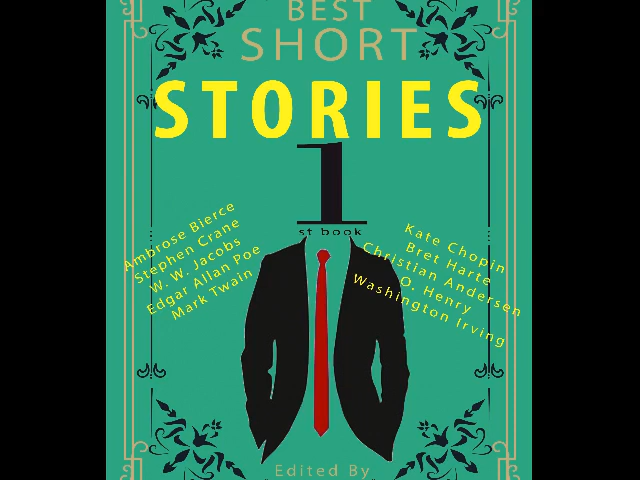 BEST
SHORT
STORIES
1
st book
Ambrose Bierce
Stephen Crane
W. W. Jacobs
Edgar Allan Poe
Mark Twain
Kate Chopin
Bret Harte
Christian Andersen
O. Henry
Washington Irving
Edited By